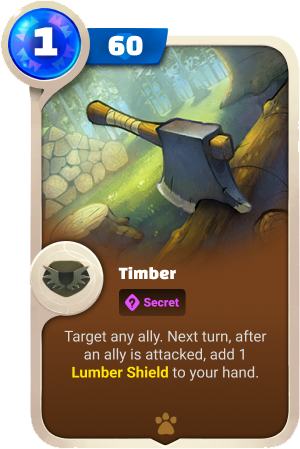 1
60
Timber
Secret
Target any ally. Next turn, after
an ally is attacked, add 1
Lumber Shield to your hand.